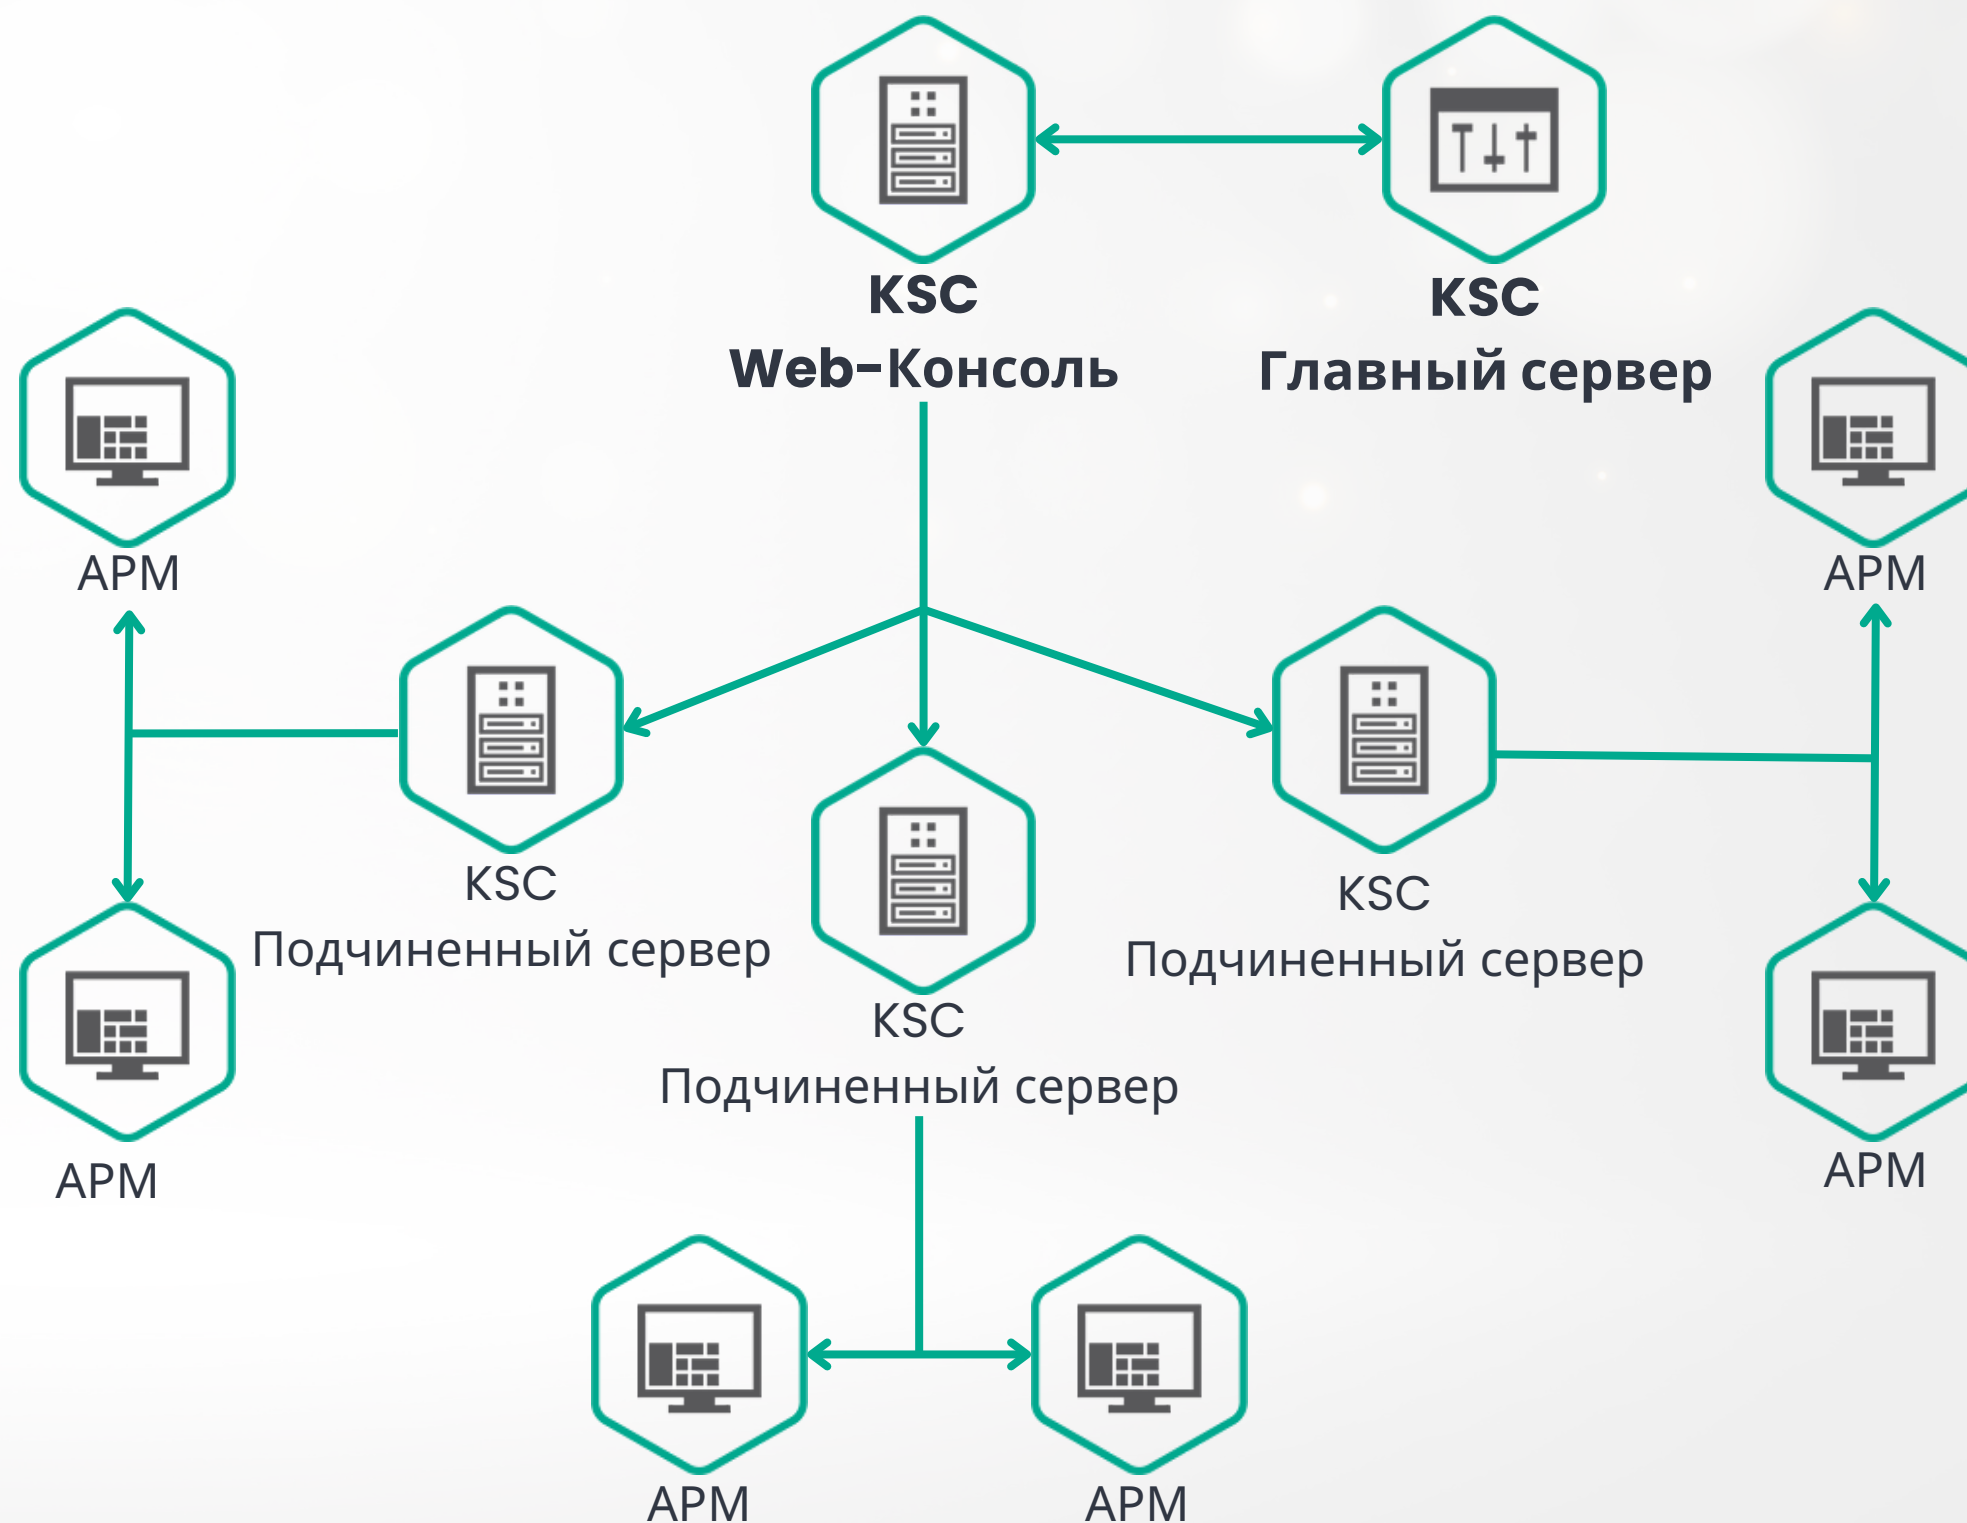 KSC
Web-Консоль
KSC
Главный сервер
АРМ
АРМ
KSC
Подчиненный сервер
KSC
Подчиненный сервер
KSC
Подчиненный сервер
АРМ
АРМ
АРМ
АРМ